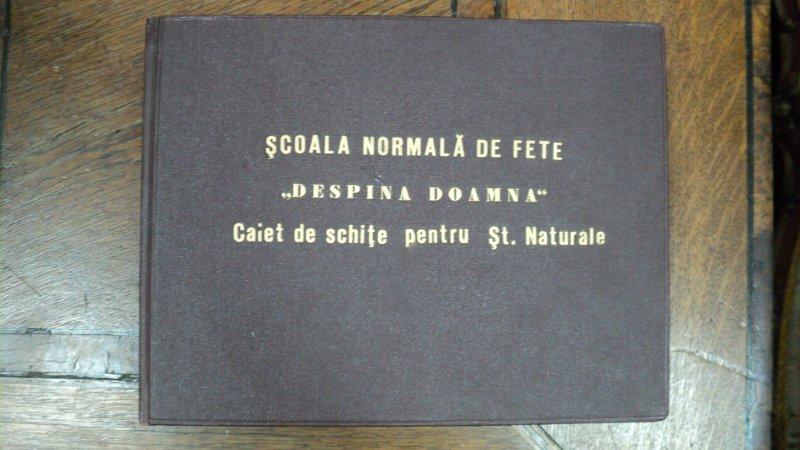 ŞCOALA NORMALĂ DE FETE
„DESPINA DOAMNA“
Caiet de schiţe pentru Şt. Naturale